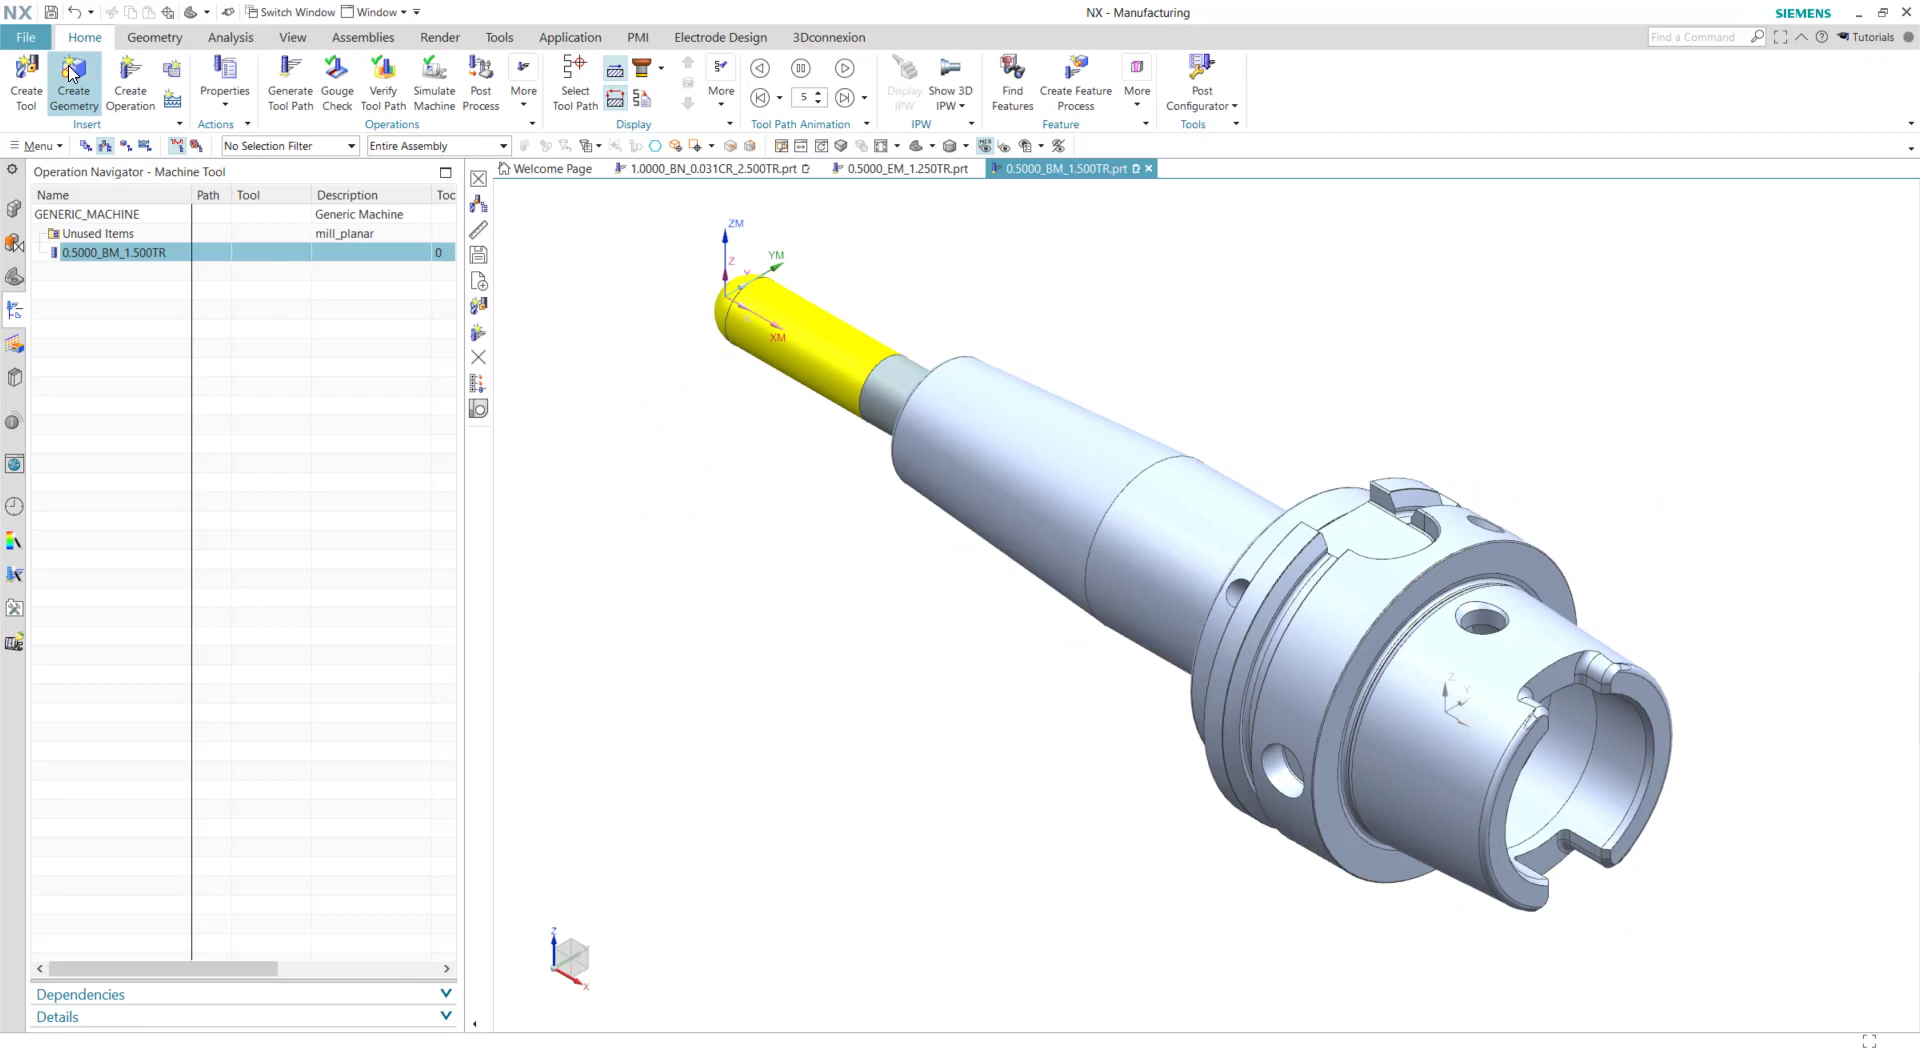 NX
Switch Window
Window
NX - Manufacturing
SIEMENS
File
Home
Geometry
Analysis
View
Assemblies
Render
Tools
Application
PMI
Electrode Design
3Dconnexion
Find a Command
Tutorials
Create Tool
Create Geometry
Create Operation
Properties
Generate Tool Path
Gouge Check
Verify Tool Path
Simulate Machine
Post Process
More
Select Tool Path
More
5
Display IPW
Show 3D IPW
Find Features
Create Feature Process
More
Post Configurator
Insert
Actions
Operations
Display
Tool Path Animation
IPW
Feature
Tools
Menu
No Selection Filter
Entire Assembly
Operation Navigator - Machine Tool
Welcome Page
1.0000_BN_0.031CR_2.500TR.prt
0.5000_EM_1.250TR.prt
0.5000_BM_1.500TR.prt
Name
Path
Tool
Description
Toc
GENERIC_MACHINE
Generic Machine
Unused Items
mill_planar
0.5000_BM_1.500TR
0
ZM
YM
Z
Y
XM
Z
Y
Z
X
Dependencies
Details